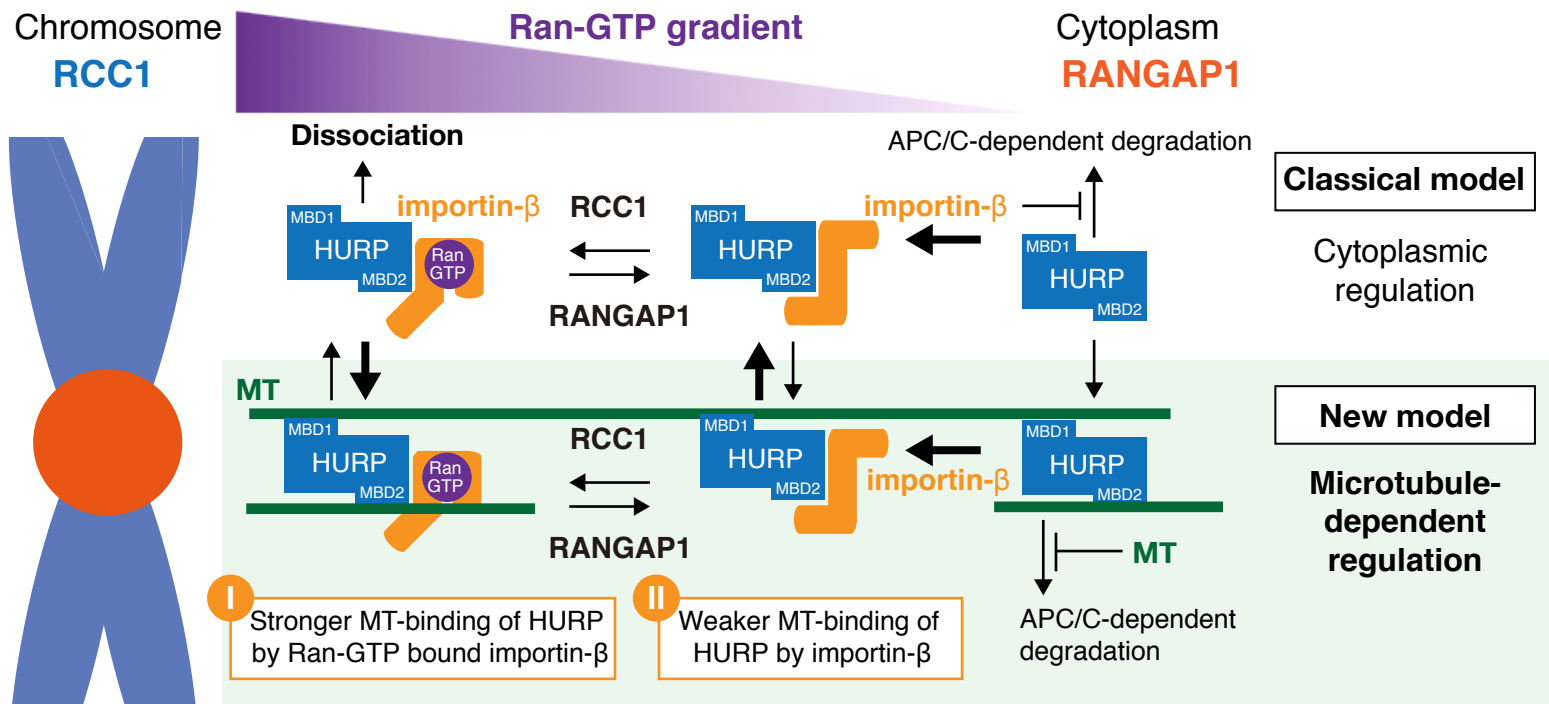 Chromosome
RCC1
Ran-GTP gradient
Cytoplasm
RANGAP1
Dissociation
APC/C-dependent degradation
Classical model
Cytoplasmic
regulation
MBD1
HURP
MBD2
importin-β
Ran
GTP
RCC1
RANGAP1
MBD1
HURP
MBD2
importin-β
MBD1
HURP
MBD2
MT
MBD1
HURP
MBD2
Ran
GTP
RCC1
RANGAP1
MBD1
HURP
MBD2
importin-β
MBD1
HURP
MBD2
MT
APC/C-dependent
degradation
New model
Microtubule-
dependent
regulation
I
Stronger MT-binding of HURP
by Ran-GTP bound importin-β
II
Weaker MT-binding of
HURP by importin-β